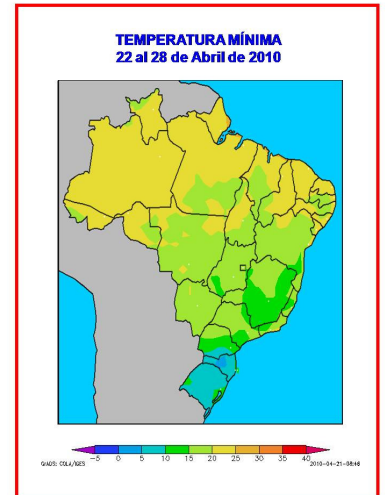 TEMPERATURA MÍNIMA
22 al 28 de Abril de 2010
-5 0 5 10 15 20 25 30 35 40
GrADS: COLA/IGES 2010-04-21-08:46